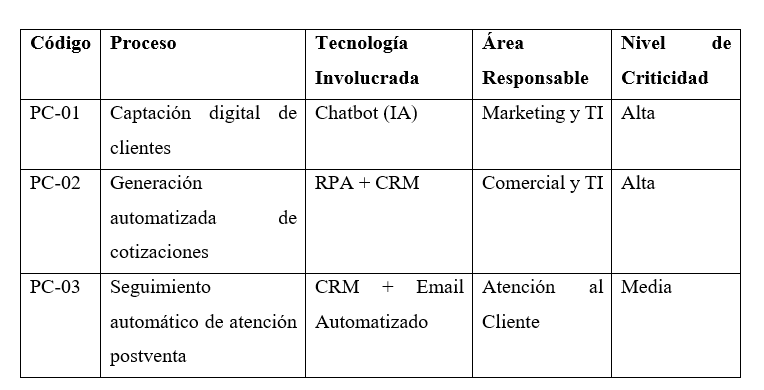 Código Proceso Tecnología Involucrada Área Responsable Nivel de Criticidad
PC-01 Captación digital de clientes Chatbot (IA) Marketing y TI Alta
PC-02 Generación automatizada de cotizaciones RPA + CRM Comercial y TI Alta
PC-03 Seguimiento automático de atención postventa CRM + Email Automatizado Atención al Cliente Media